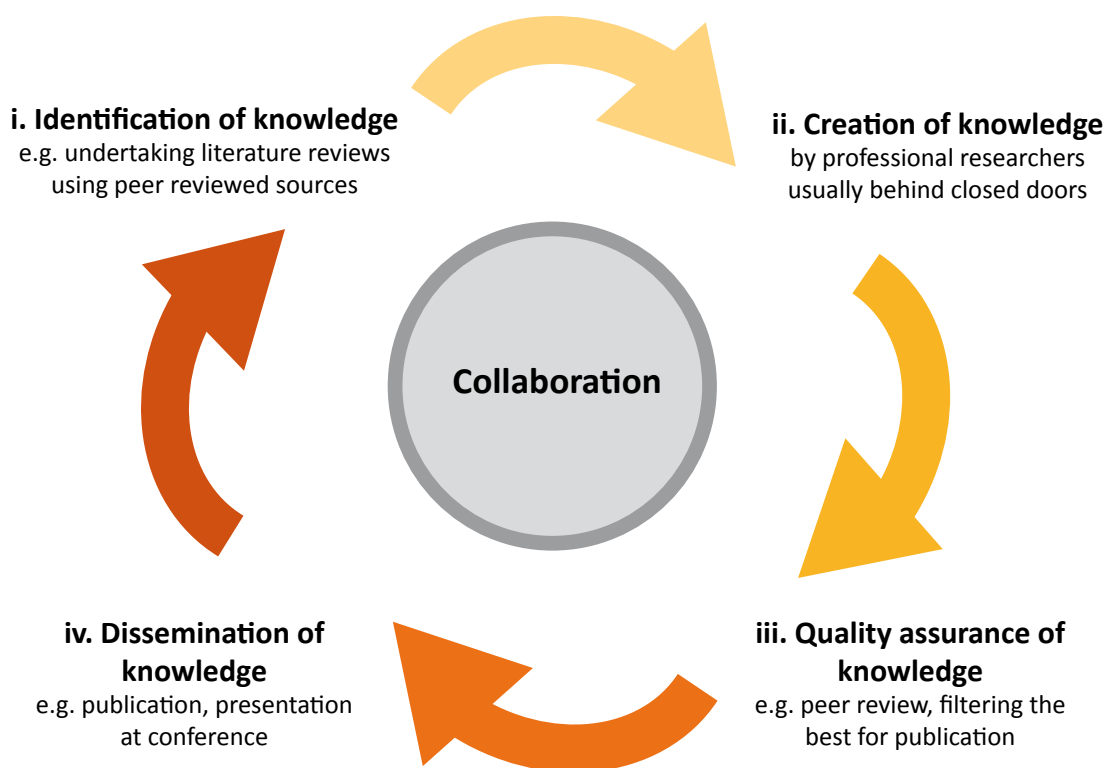 i. Identification of knowledge
e.g. undertaking literature reviews
using peer reviewed sources
ii. Creation of knowledge
by professional researchers
usually behind closed doors
Collaboration
iii. Quality assurance of
knowledge
e.g. peer review, filtering the
best for publication
iv. Dissemination of
knowledge
e.g. publication, presentation
at conference